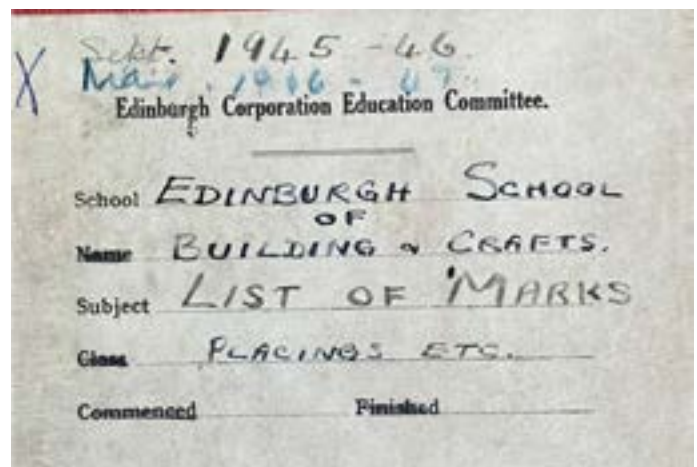 X
Sept. 1945-46
Mar. 1946-47
Edinburgh Corporation Education Committee.
School EDINBURGH SCHOOL
OF
Name BUILDING & CRAFTS.
Subject LIST OF MARKS
Class PLACINGS ETC.
Commenced Finished